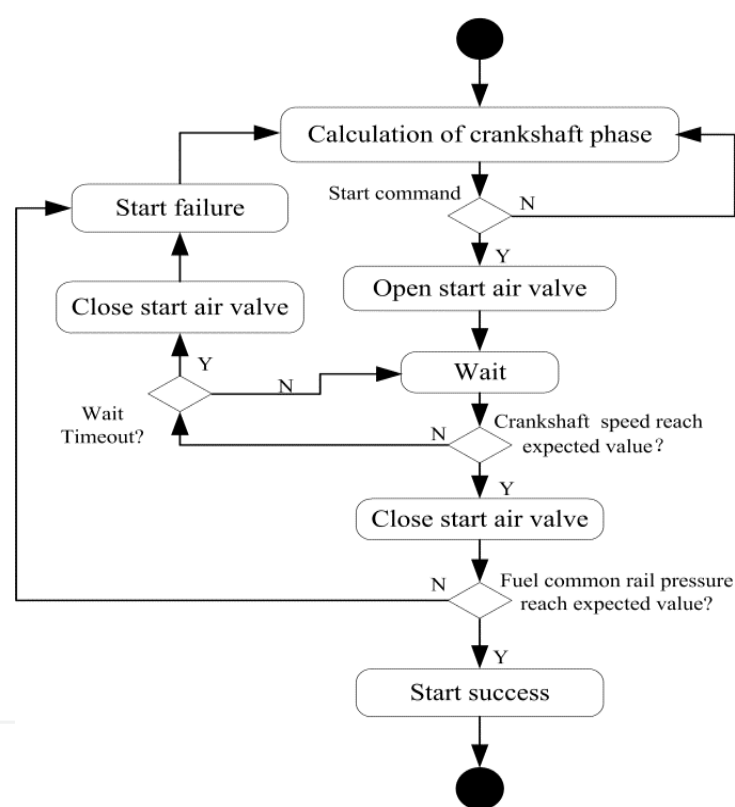 Calculation of crankshaft phase
Start command
N
Start failure
Y
Open start air valve
Close start air valve
Y
Wait
N
Wait
Timeout?
N
Crankshaft speed reach
expected value?
Y
Close start air valve
N
Fuel common rail pressure
reach expected value?
Y
Start success